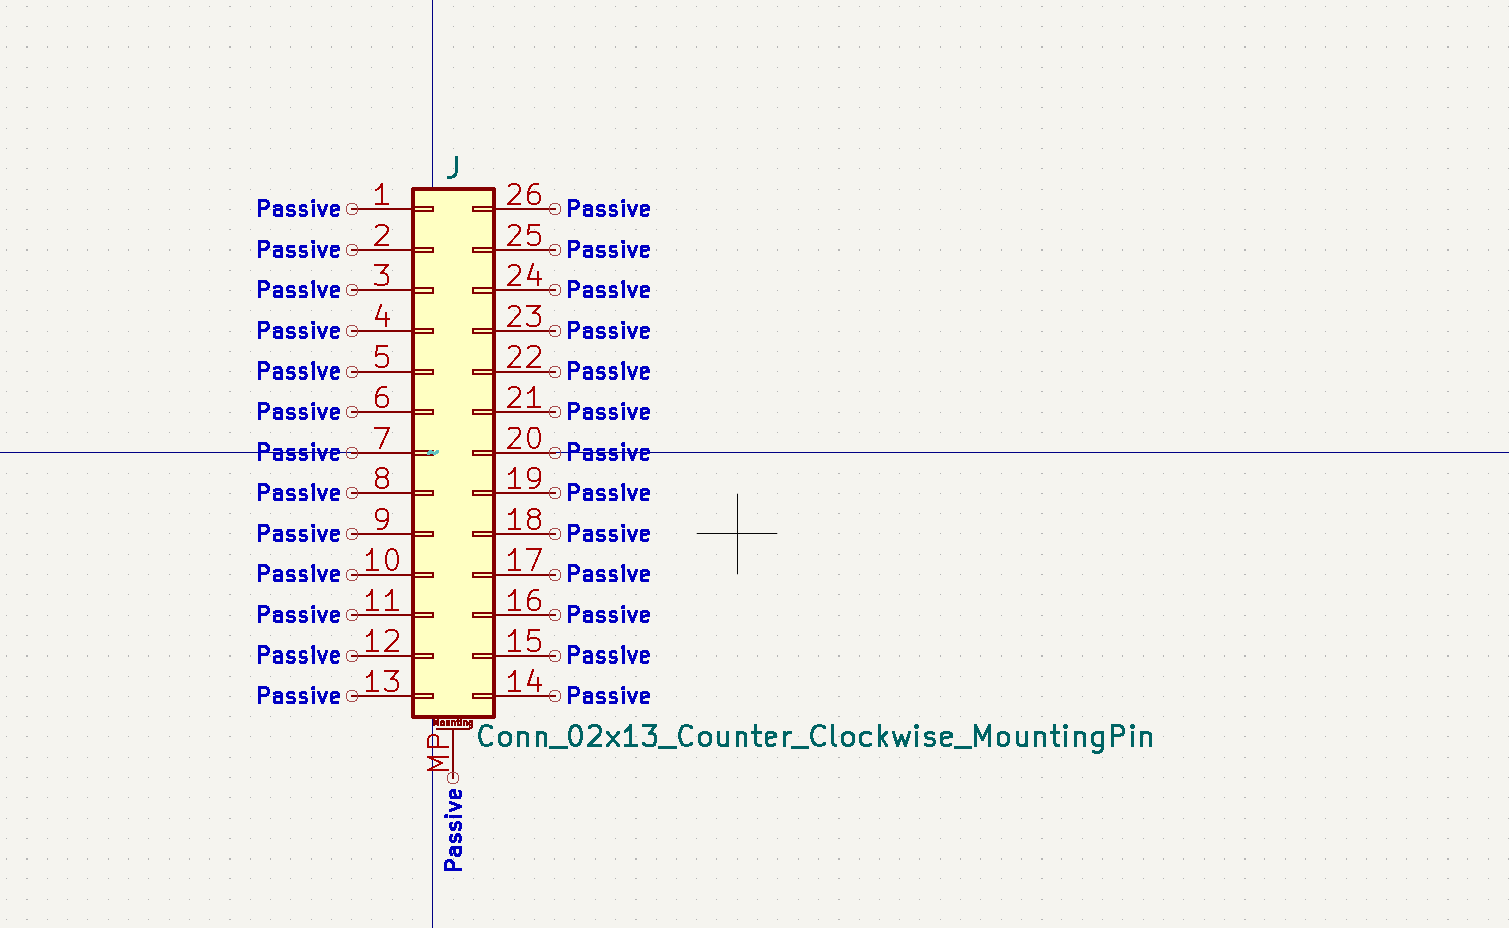 J
Passive 1 26 Passive
Passive 2 25 Passive
Passive 3 24 Passive
Passive 4 23 Passive
Passive 5 22 Passive
Passive 6 21 Passive
Passive 7 20 Passive
Passive 8 19 Passive
Passive 9 18 Passive
Passive 10 17 Passive
Passive 11 16 Passive
Passive 12 15 Passive
Passive 13 14 Passive
Mounting
MP
Conn_02x13_Counter_Clockwise_MountingPin
Passive